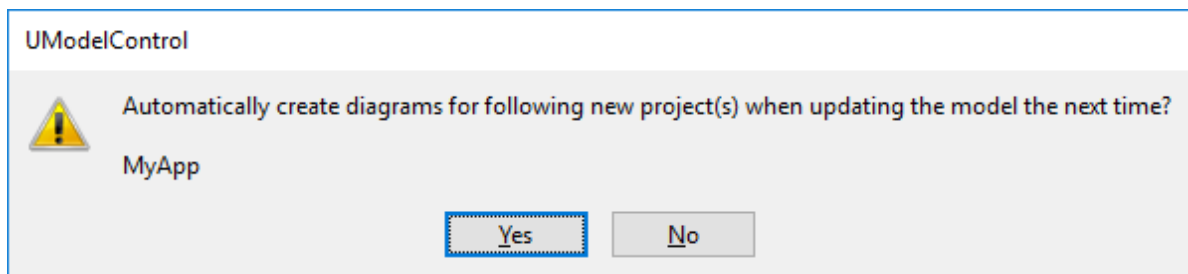 UModelControl
Automatically create diagrams for following new project(s) when updating the model the next time?
MyApp
Yes
No